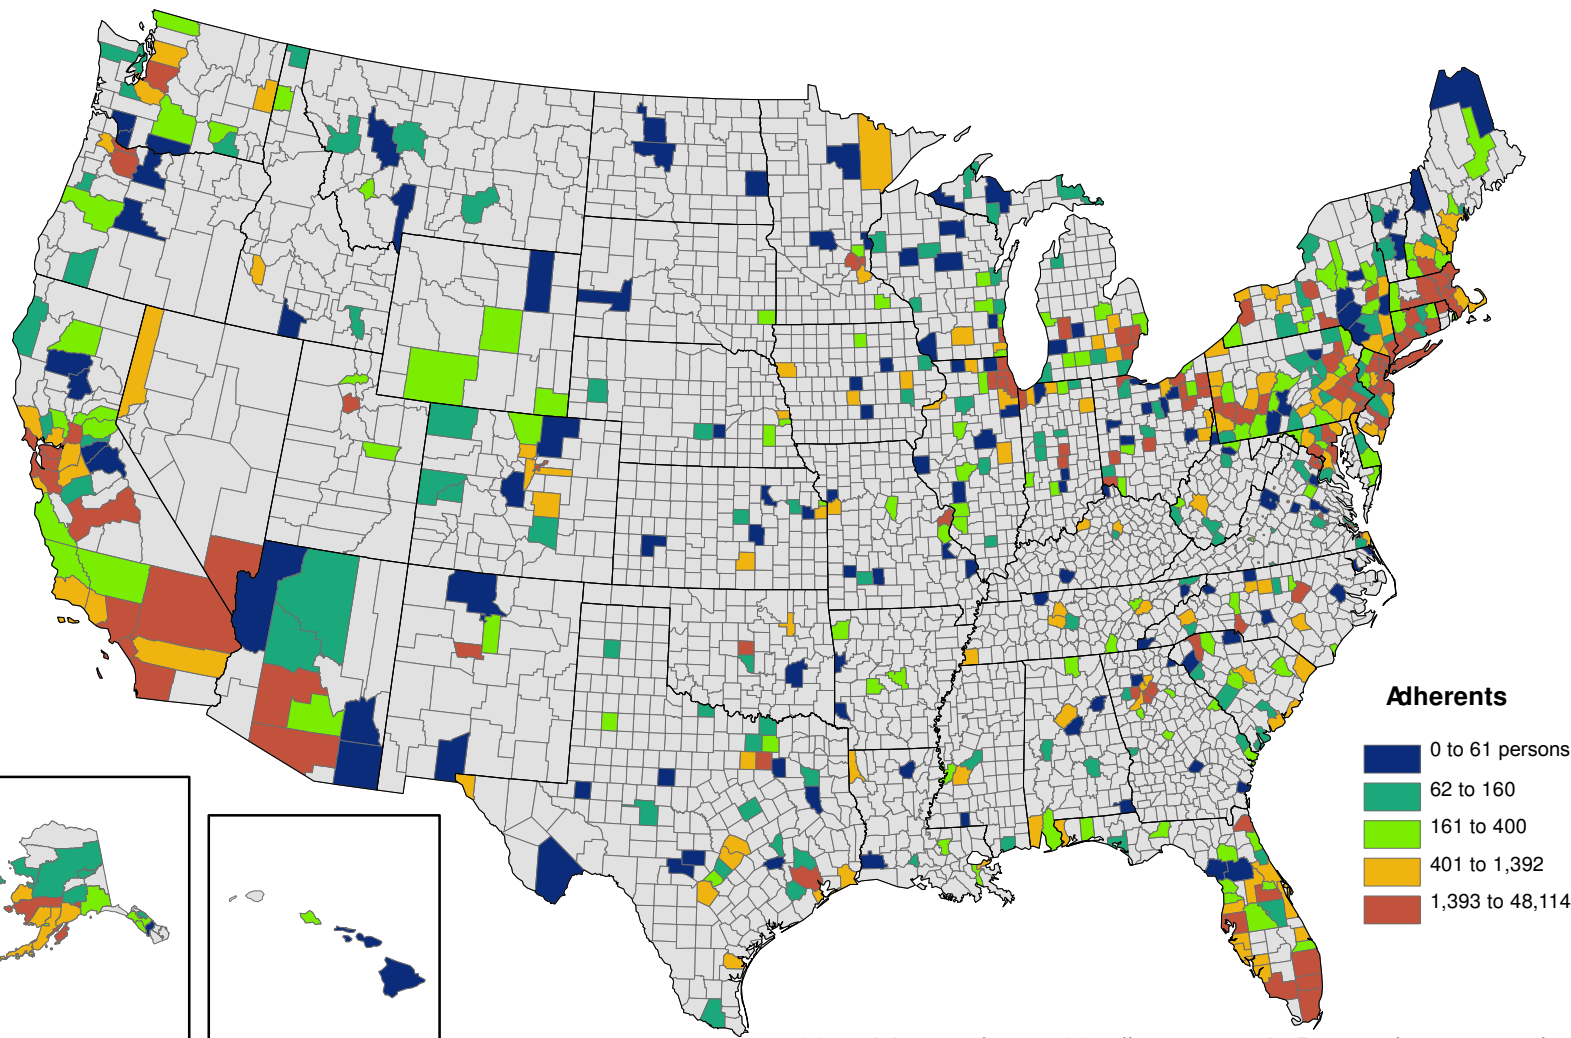 Adherents
0 to 61 persons
62 to 160
161 to 400
401 to 1,392
1,393 to 48,114